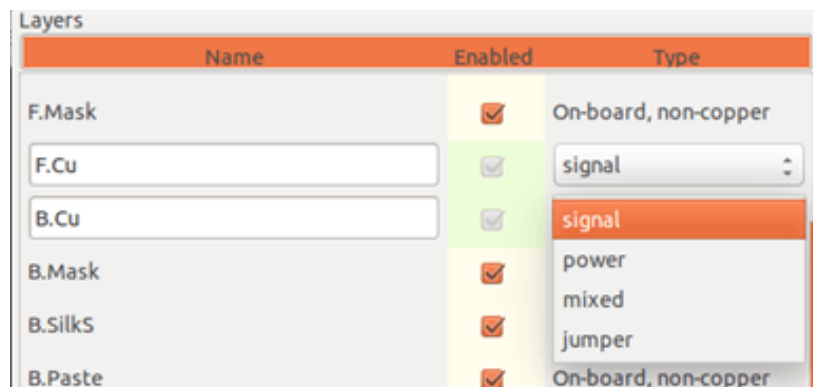 Layers
Name Enabled Type
F.Mask On-board, non-copper
F.Cu signal
B.Cu signal
power
B.Mask mixed
B.SilkS jumper
B.Paste On-board, non-copper